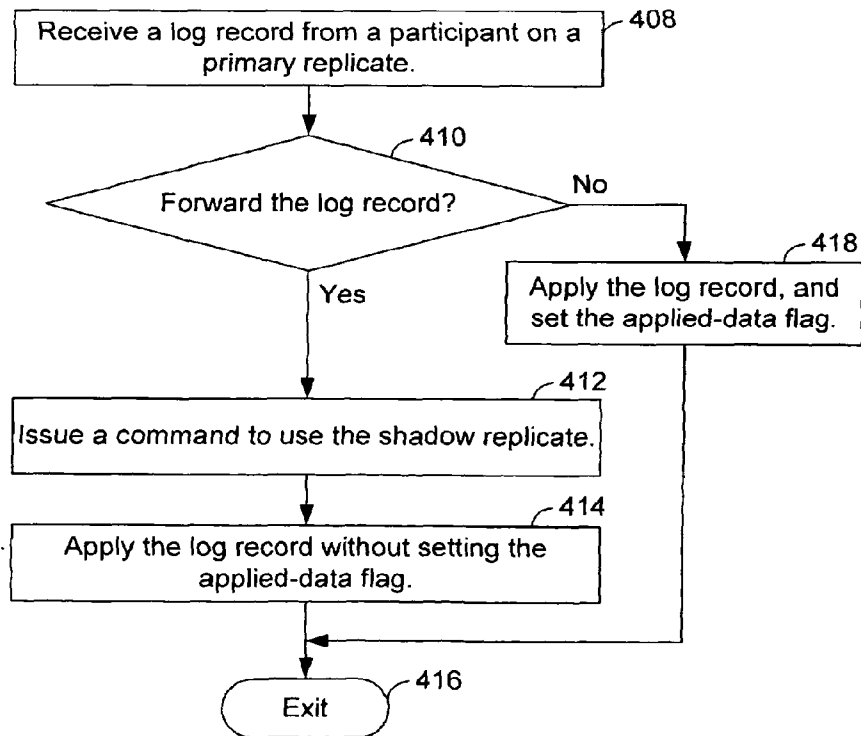 Receive a log record from a participant on a
primary replicate.
408
410
Forward the log record?
No
Yes
418
Apply the log record, and
set the applied-data flag.
412
Issue a command to use the shadow replicate.
414
Apply the log record without setting the
applied-data flag.
Exit
416